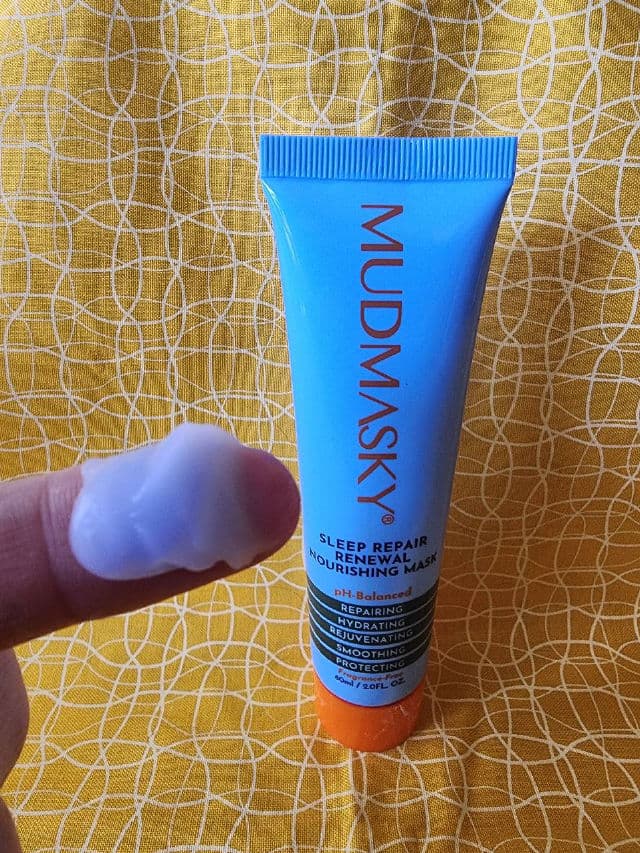 MUDMASKY®
SLEEP REPAIR
RENEWAL
NOURISHING MASK
pH-Balanced
REPAIRING
HYDRATING
REJUVENATING
SMOOTHING
PROTECTING
Fragrance-Free
60ml / 2.0FL. OZ.